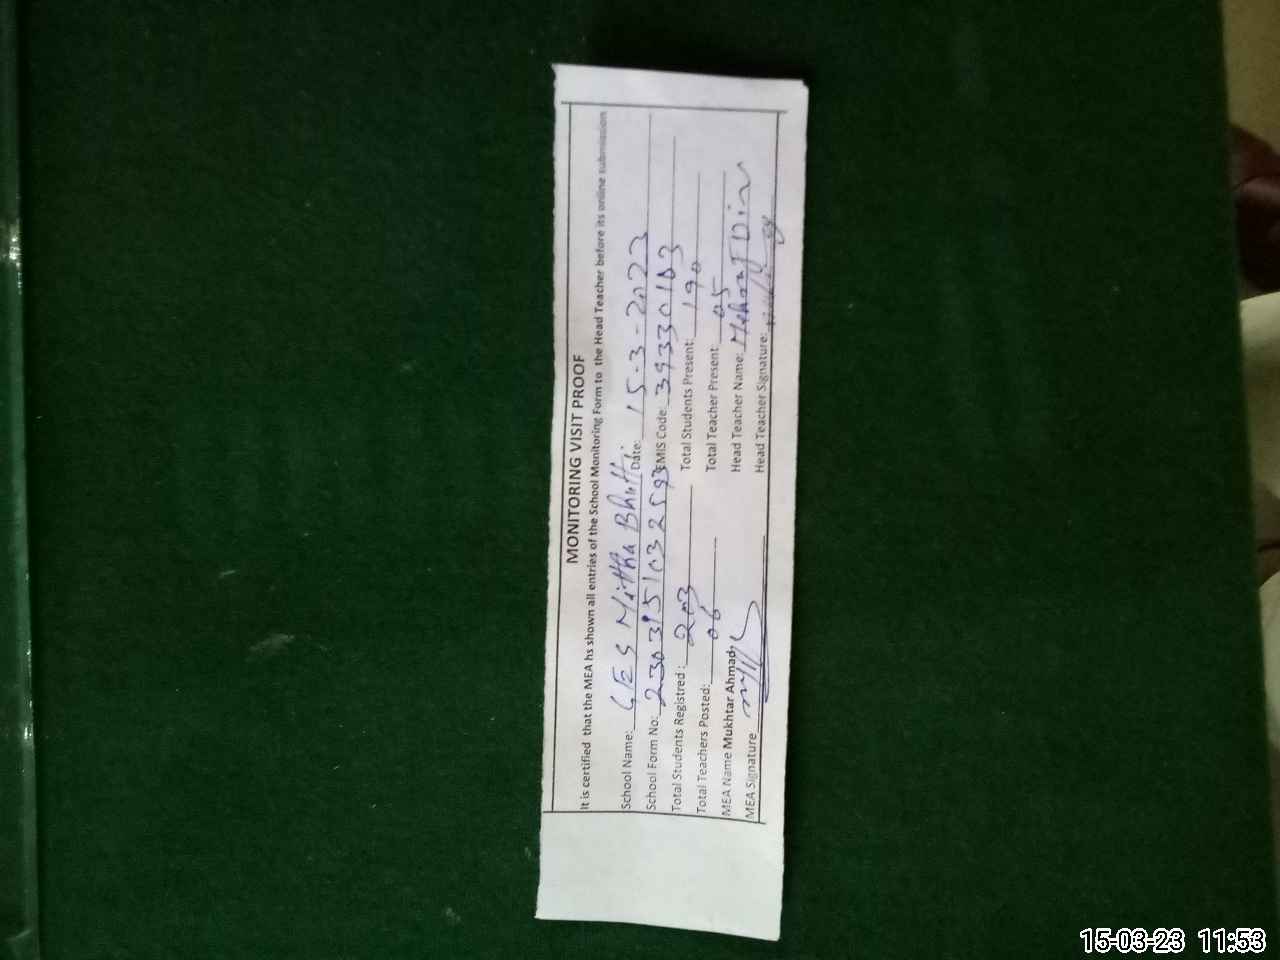 MONITORING VISIT PROOF
It is certified that the MEA hs shown all entries of the School Monitoring Form to the Head Teacher before its online submission
School Name: GES Mittha Bhatti Date: 15-3-2023
School Form No: EMIS Code: 39330103
Total Students Registred: 203 Total Students Present: 190
Total Teachers Posted: 06 Total Teacher Present: 05
MEA Name Mukhtar Ahmad Head Teacher Name: Din
MEA Signature Head Teacher Signature:
15-03-23 11:53